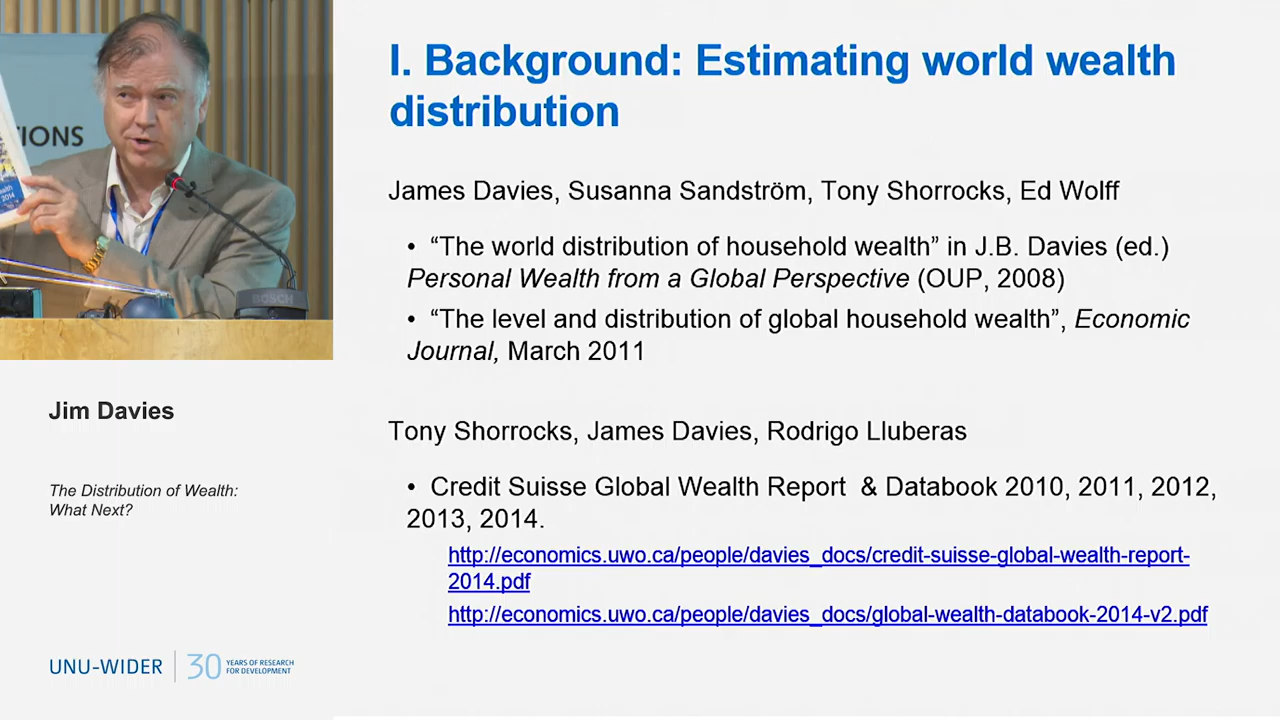 IONS
ealth
2014
BOSCH
I. Background: Estimating world wealth
distribution
James Davies, Susanna Sandström, Tony Shorrocks, Ed Wolff
• “The world distribution of household wealth” in J.B. Davies (ed.)
Personal Wealth from a Global Perspective (OUP, 2008)
• “The level and distribution of global household wealth”, Economic
Journal, March 2011
Tony Shorrocks, James Davies, Rodrigo Lluberas
• Credit Suisse Global Wealth Report & Databook 2010, 2011, 2012,
2013, 2014.
http://economics.uwo.ca/people/davies_docs/credit-suisse-global-wealth-report-
2014.pdf
http://economics.uwo.ca/people/davies_docs/global-wealth-databook-2014-v2.pdf
Jim Davies
The Distribution of Wealth:
What Next?
UNU-WIDER
30 YEARS OF RESEARCH
FOR DEVELOPMENT